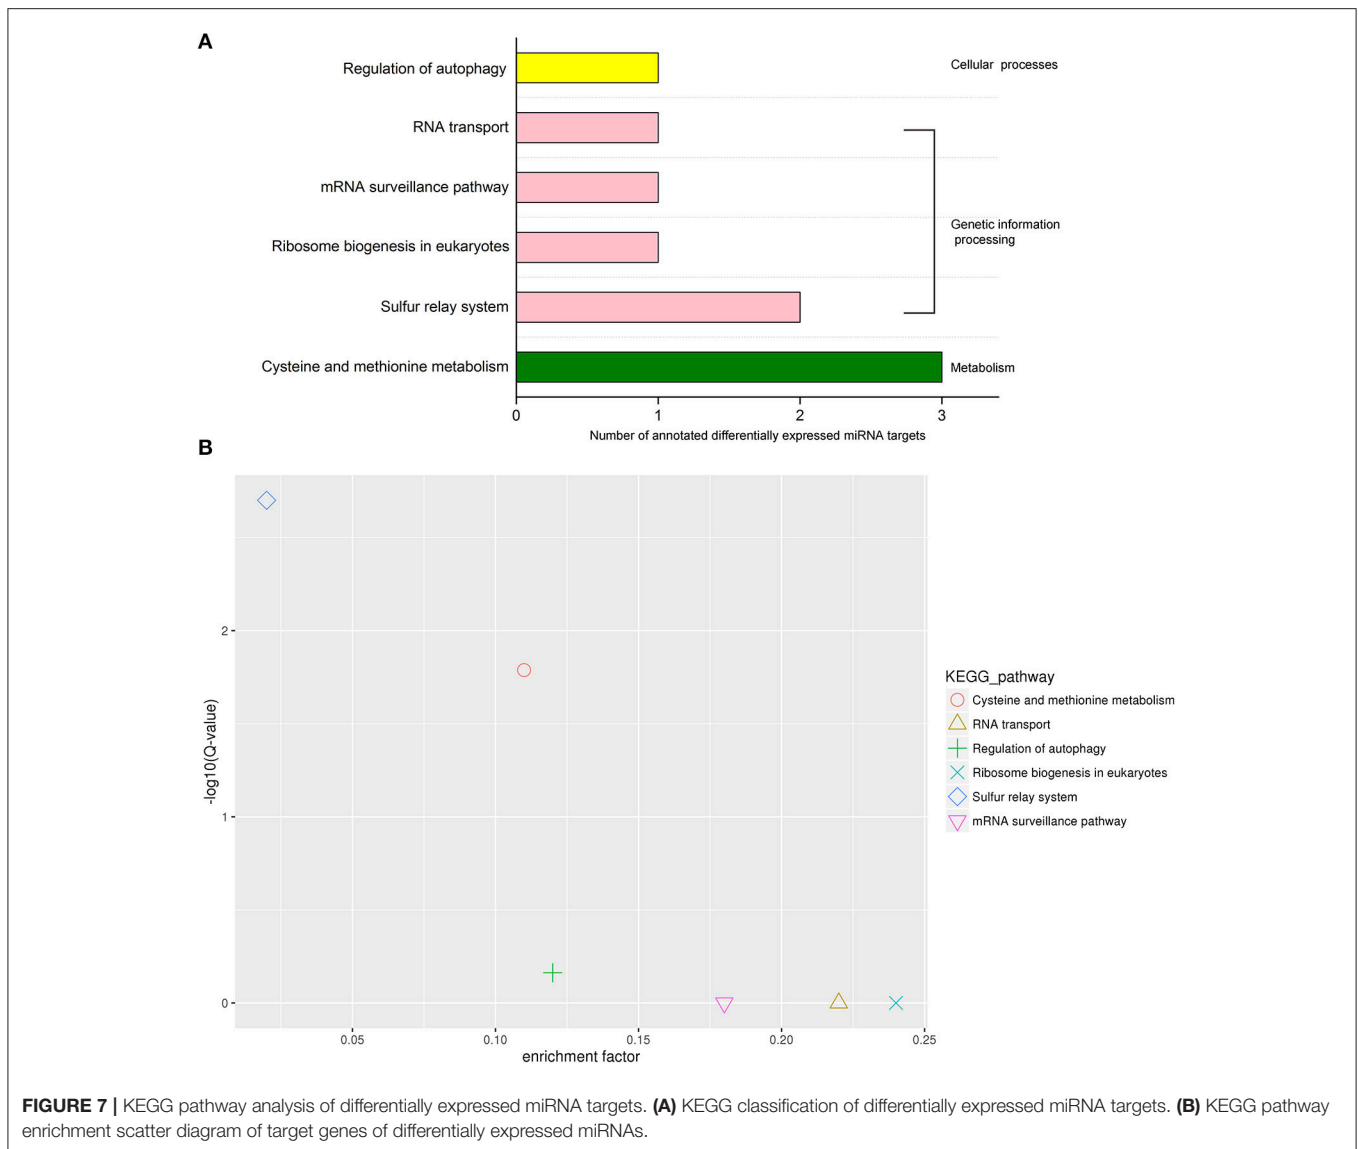 A
Regulation of autophagy
Cellular processes
RNA transport
mRNA surveillance pathway
Genetic information
processing
Ribosome biogenesis in eukaryotes
Sulfur relay system
Cysteine and methionine metabolism
Metabolism
0 1 2 3
Number of annotated differentially expressed miRNA targets
B
-log10(Q-value)
2
1
0
0.05 0.10 0.15 0.20 0.25
enrichment factor
KEGG_pathway
Cysteine and methionine metabolism
RNA transport
Regulation of autophagy
Ribosome biogenesis in eukaryotes
Sulfur relay system
mRNA surveillance pathway
FIGURE 7 | KEGG pathway analysis of differentially expressed miRNA targets. (A) KEGG classification of differentially expressed miRNA targets. (B) KEGG pathway
enrichment scatter diagram of target genes of differentially expressed miRNAs.